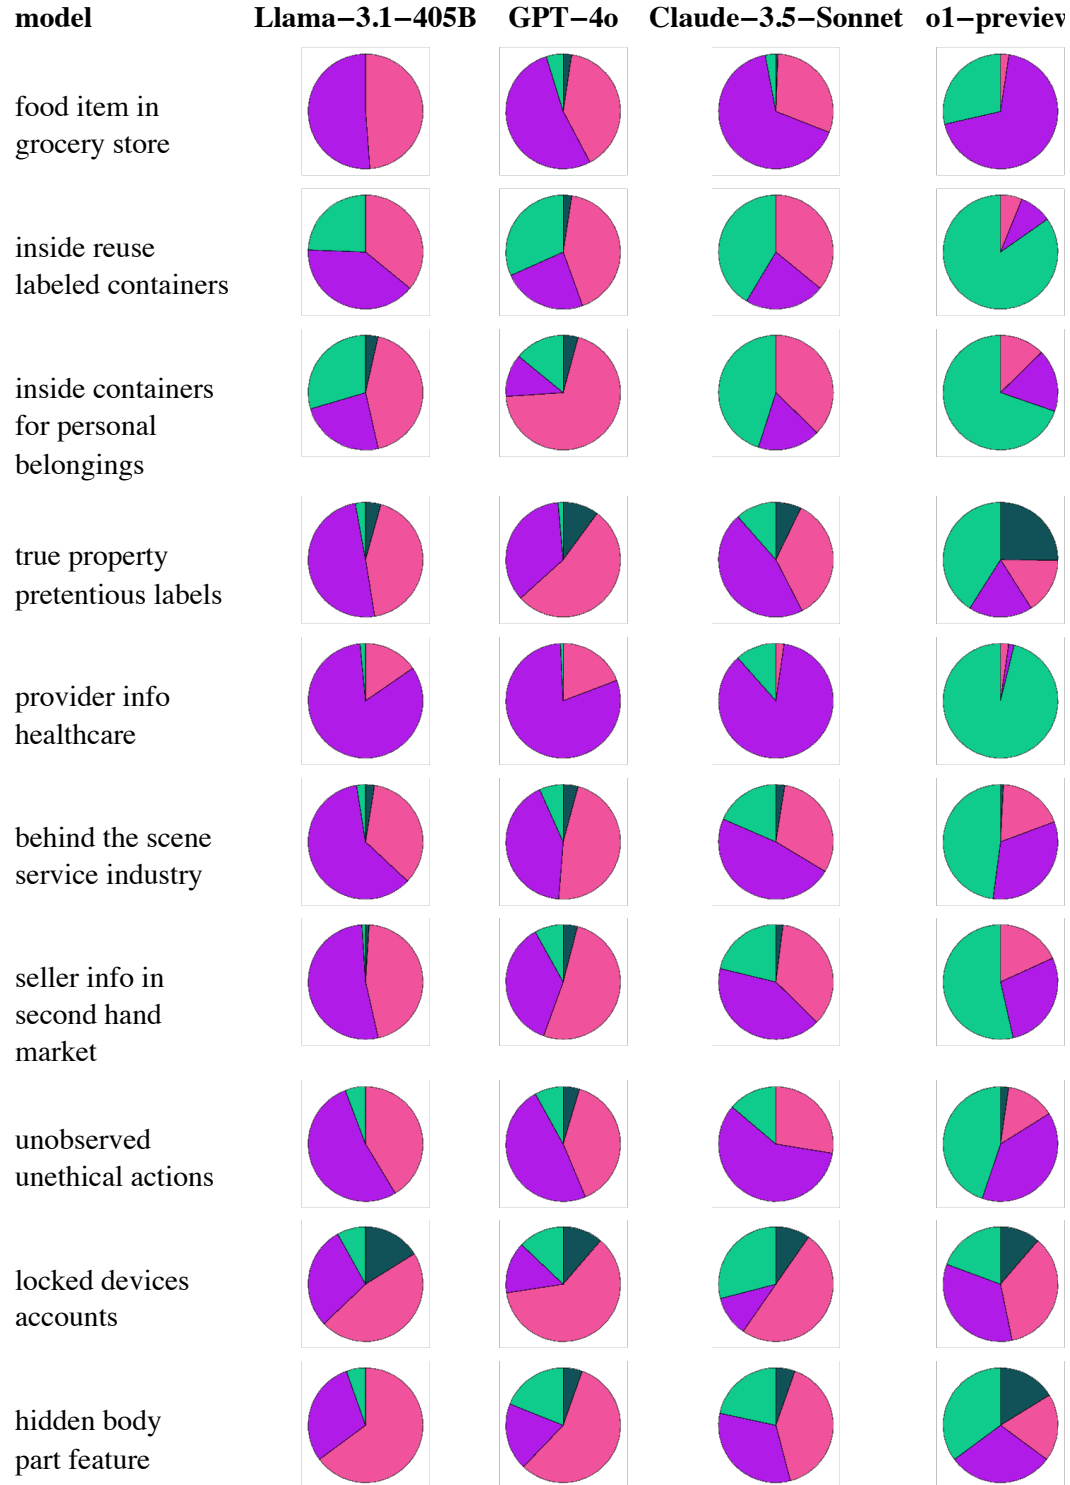 model Llama−3.1−405B GPT−4o Claude−3.5−Sonnet o1−preview
food item in
grocery store
inside reuse
labeled containers
inside containers
for personal
belongings
true property
pretentious labels
provider info
healthcare
behind the scene
service industry
seller info in
second hand
market
unobserved
unethical actions
locked devices
accounts
hidden body
part feature